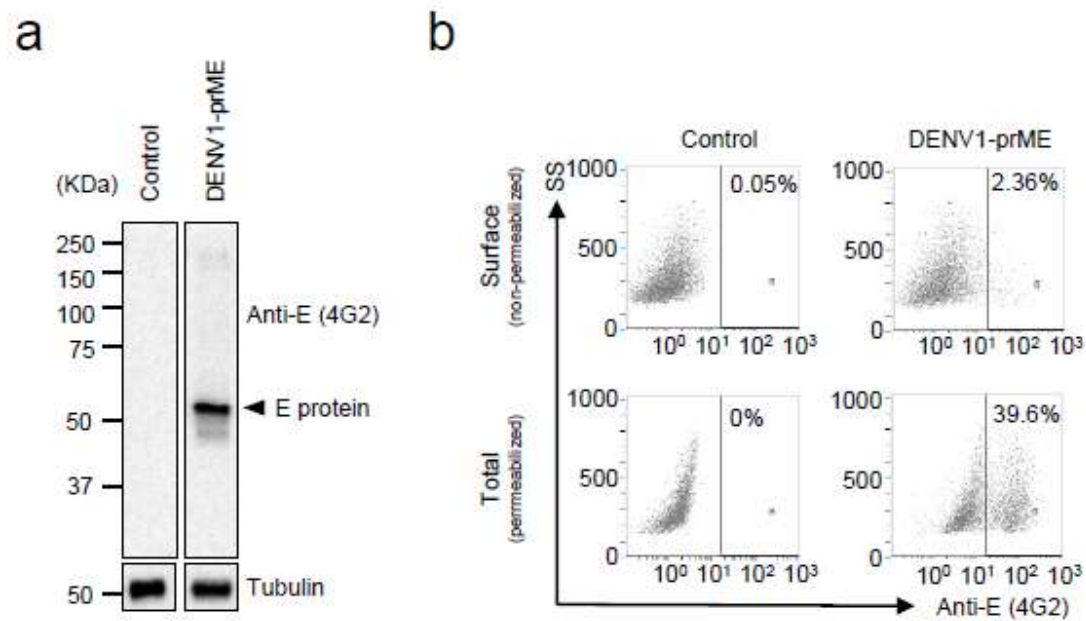 a
b
Control
DENV1-prME
(KDa)
250
150
100
75
50
37
50
Anti-E (4G2)
E protein
Tubulin
Control
DENV1-prME
SS
Surface
(non-permeabilized)
1000
500
0
0.05%
10⁰ 10¹ 10² 10³
1000
500
0
2.36%
10⁰ 10¹ 10² 10³
Total
(perrmeabilized)
1000
500
0
0%
10⁰ 10¹ 10² 10³
1000
500
0
39.6%
10⁰ 10¹ 10² 10³
Anti-E (4G2)